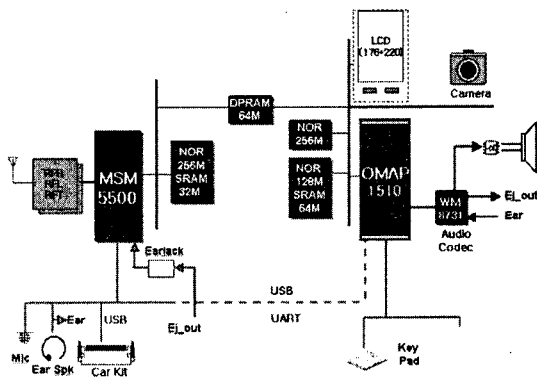 LCD
(176*220)
Camera
DPRAM
64M
NOR
256M
NOR
128M
SRAM
64M
OMAP
1510
MSM
5500
NOR
256M
SRAM
32M
WM
8731
Audio
Codec
Ej_out
Ear
Earjack
USB
UART
Ej_out
Ear
USB
Mic
Ear Spk
Car Kit
Key
Pad